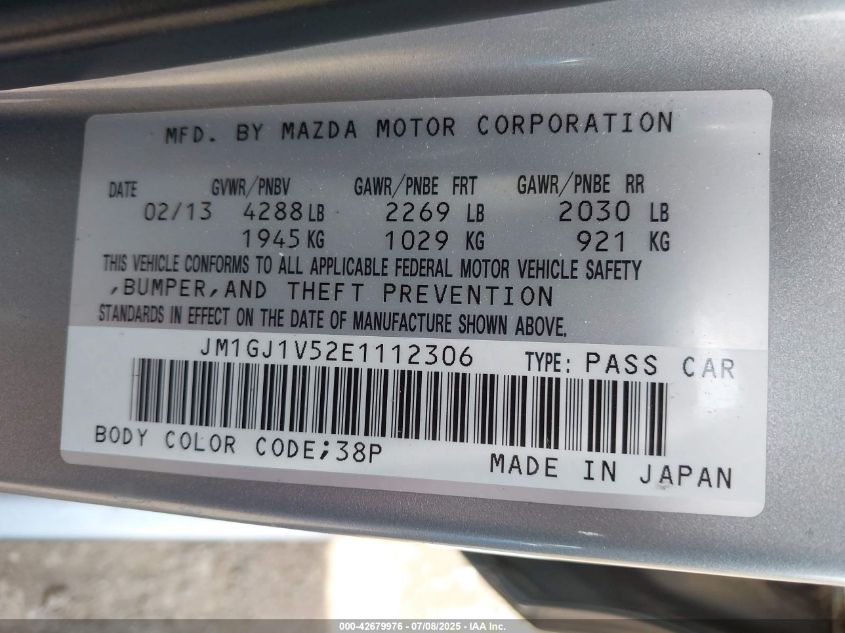 MFD. BY MAZDA MOTOR CORPORATION
DATE GVWR/PNBV GAWR/PNBE FRT GAWR/PNBE RR
02/13 4288 LB 2269 LB 2030 LB
1945 KG 1029 KG 921 KG
THIS VEHICLE CONFORMS TO ALL APPLICABLE FEDERAL MOTOR VEHICLE SAFETY
,BUMPER,AND THEFT PREVENTION
STANDARDS IN EFFECT ON THE DATE OF MANUFACTURE SHOWN ABOVE.
JM1GJ1V52E1112306 TYPE: PASS CAR
BODY COLOR CODE;38P
MADE IN JAPAN
000-42679976 - 07/08/2025 - IAA Inc.